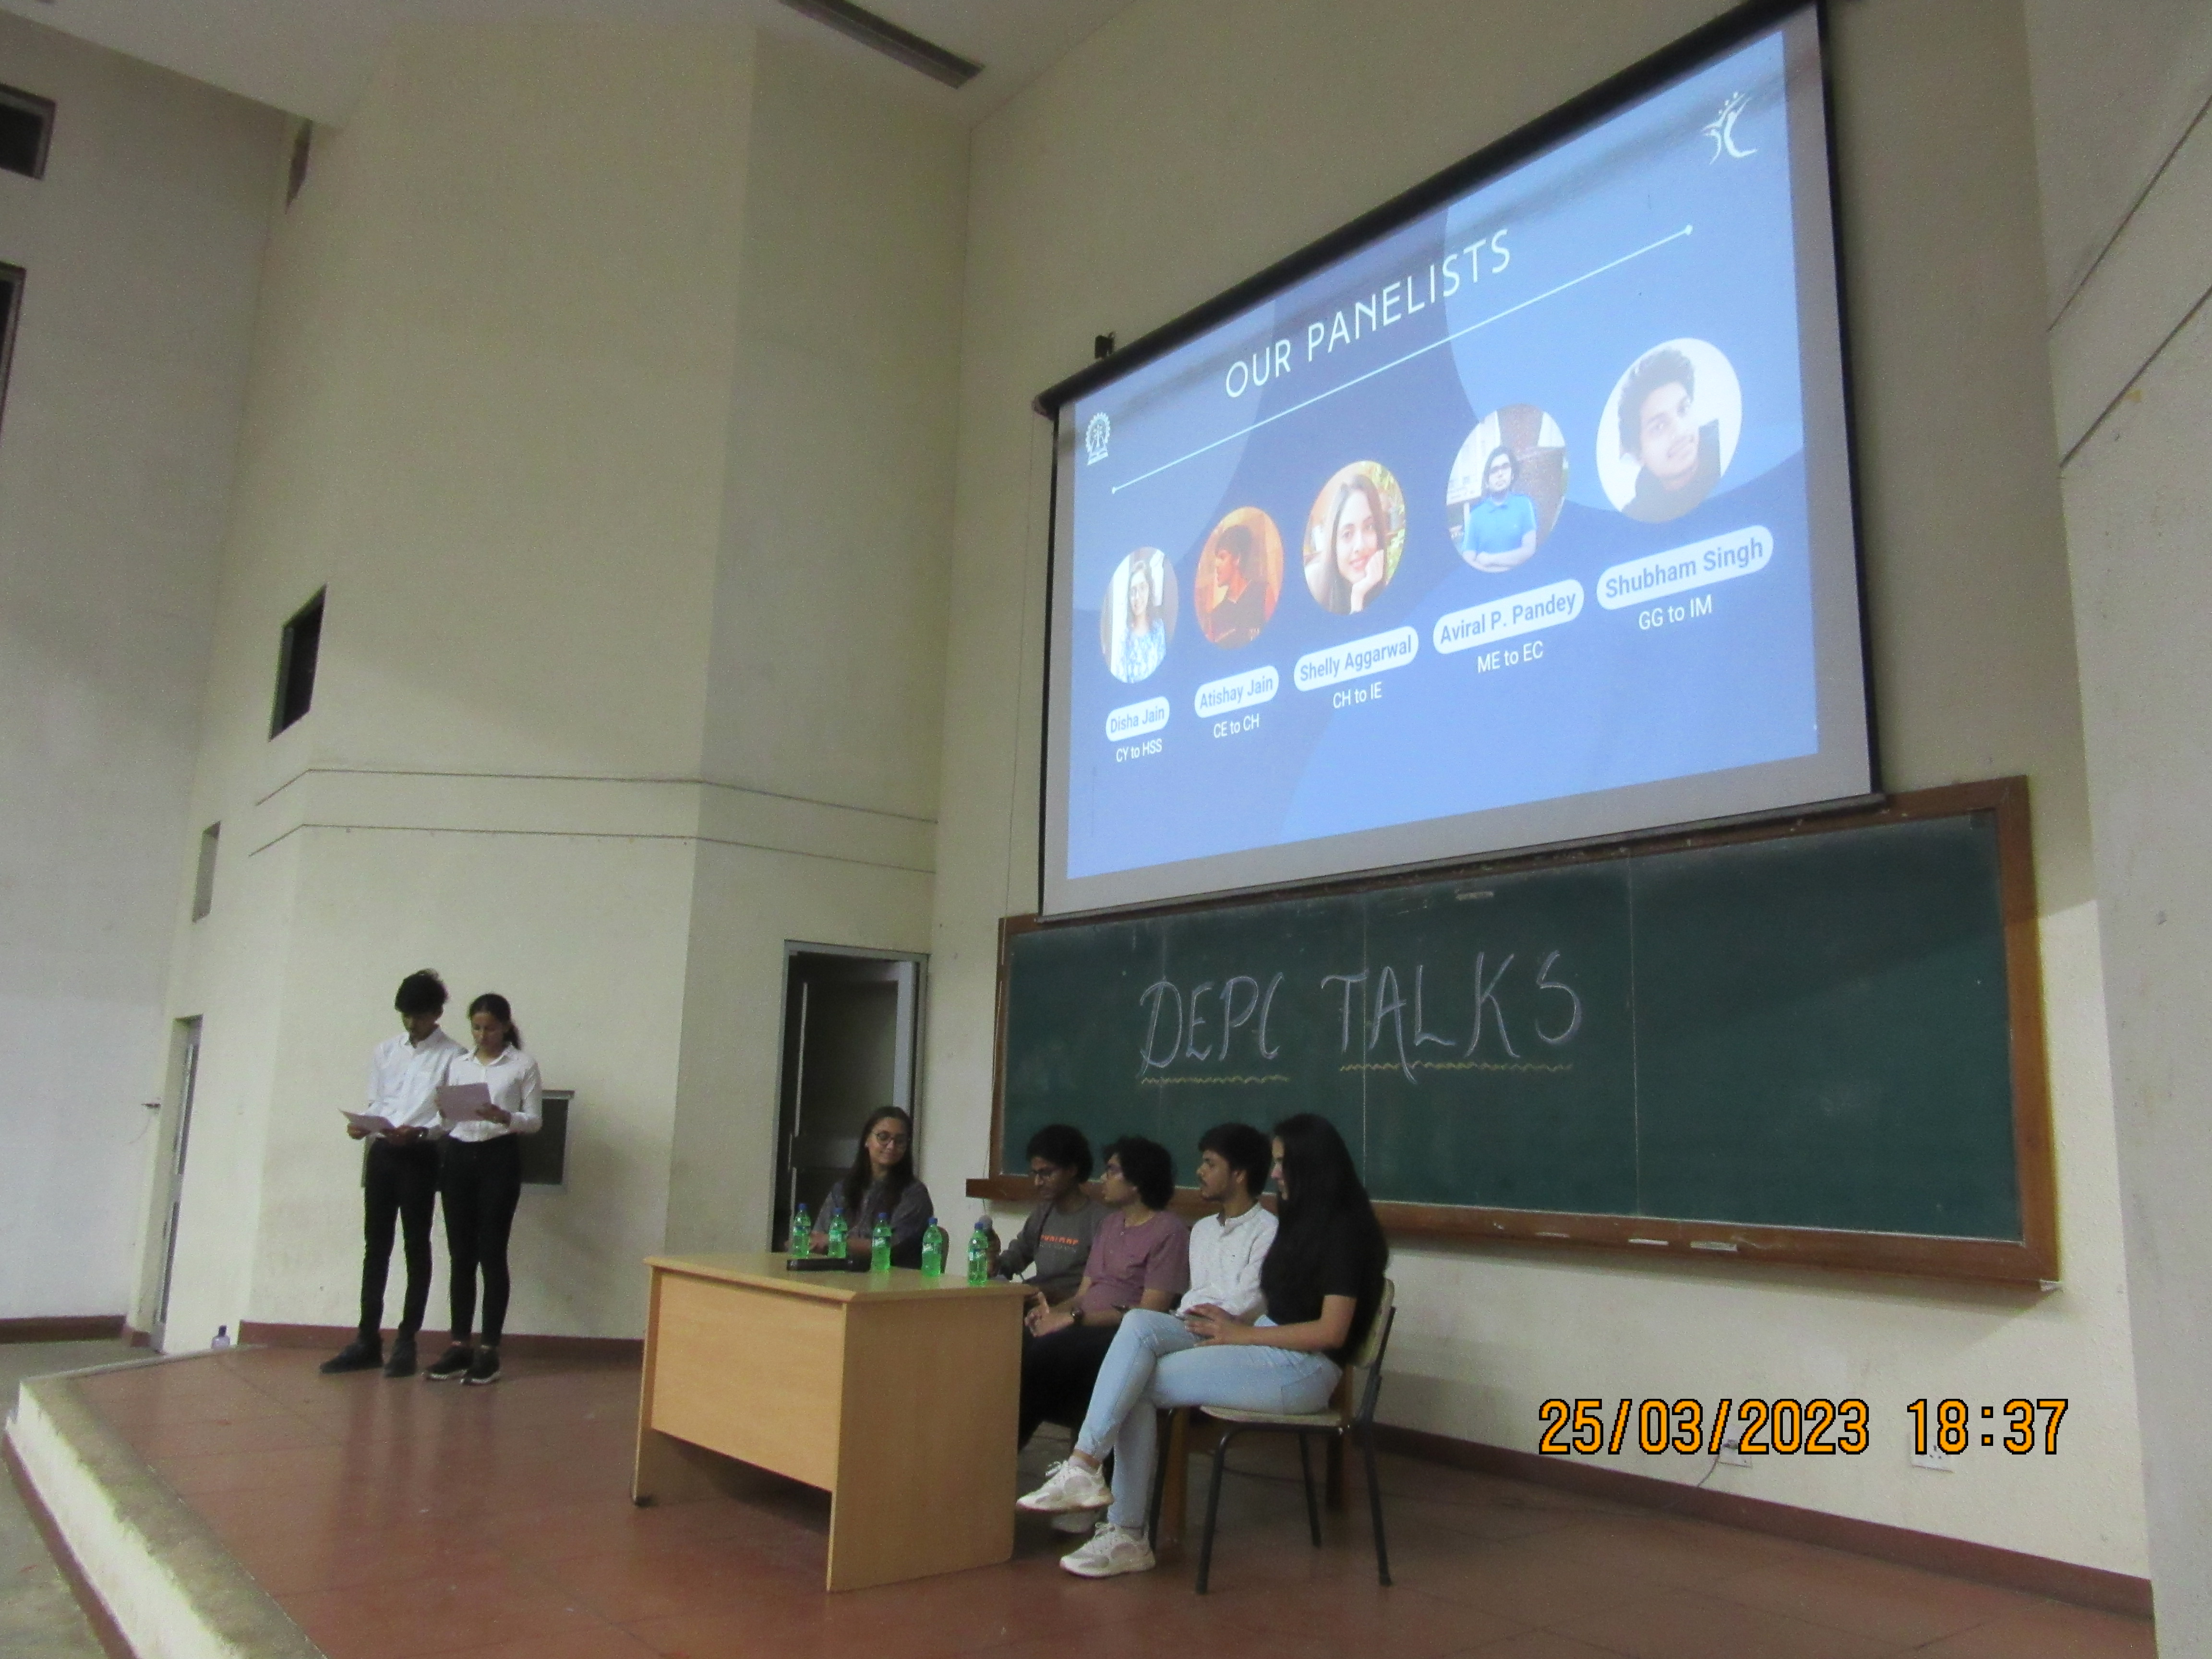 OUR PANELISTS
Disha Jain
CY to HSS
Atishay Jain
CE to CH
Shelly Aggarwal
CH to IE
Aviral P. Pandey
ME to EC
Shubham Singh
GG to IM
DEPC TALKS
25/03/2023 18:37